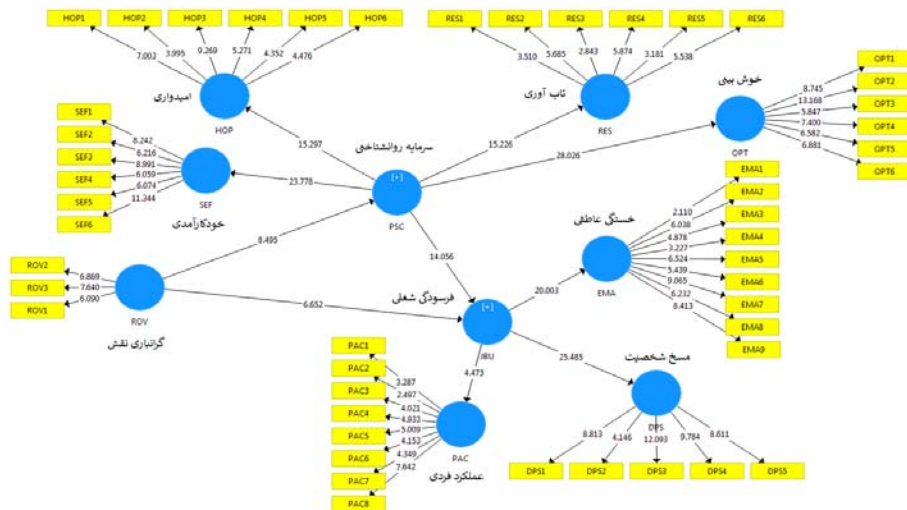 HOP1 HOP2 HOP3 HOP4 HOP5 HOP6
7.003 3.995 9.269 5.271 4.352 4.476
امیدواری
HOP
RES1 RES2 RES3 RES4 RES5 RES6
3.510 5.685 2.843 5.874 3.181 5.538
تاب آوری
RES
خوش بینی
OPT
OPT1
OPT2
OPT3
OPT4
OPT5
OPT6
8.745
13.168
5.847
7.400
6.582
6.881
SEF1
SEF2
SEF3
SEF4
SEF5
SEF6
8.242
6.216
8.991
6.059
6.074
11.344
SEF
خودکارآمدی
سرمایه روانشناختی
[+]
PSC
15.297
15.226
28.026
23.778
8.495
14.056
ROV2
ROV3
ROV1
6.869
7.640
6.090
ROV
گرانباری نقش
6.652
خستگی عاطفی
EMA
EMA1
EMA2
EMA3
EMA4
EMA5
EMA6
EMA7
EMA8
EMA9
2.110
6.038
4.878
3.227
6.524
5.439
9.065
6.232
8.413
فرسودگی شغلی
[+]
JBU
20.003
25.485
4.473
PAC1
PAC2
PAC3
PAC4
PAC5
PAC6
PAC7
PAC8
3.287
2.497
4.021
4.933
5.009
4.153
4.349
7.642
PAC
عملکرد فردی
مسخ شخصیت
DPS
8.813 4.146 12.093 9.784 8.611
DPS1 DPS2 DPS3 DPS4 DPS5